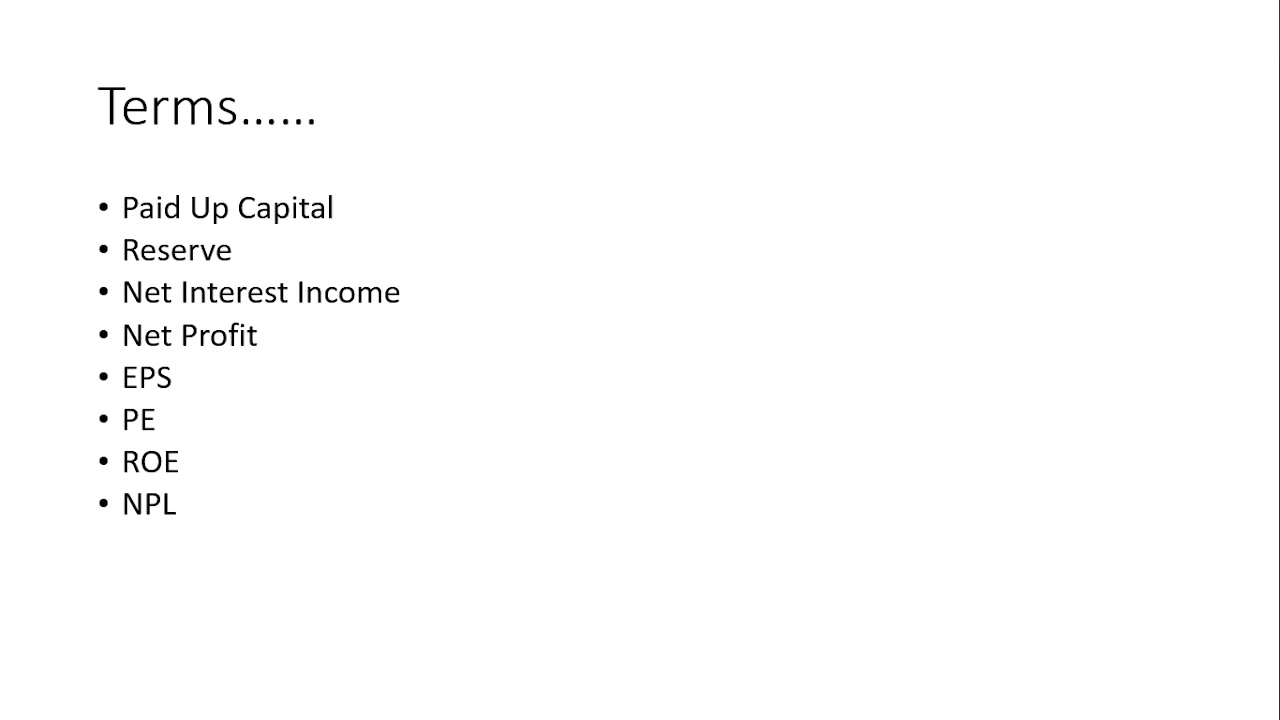 Terms......
• Paid Up Capital
• Reserve
• Net Interest Income
• Net Profit
• EPS
• PE
• ROE
• NPL